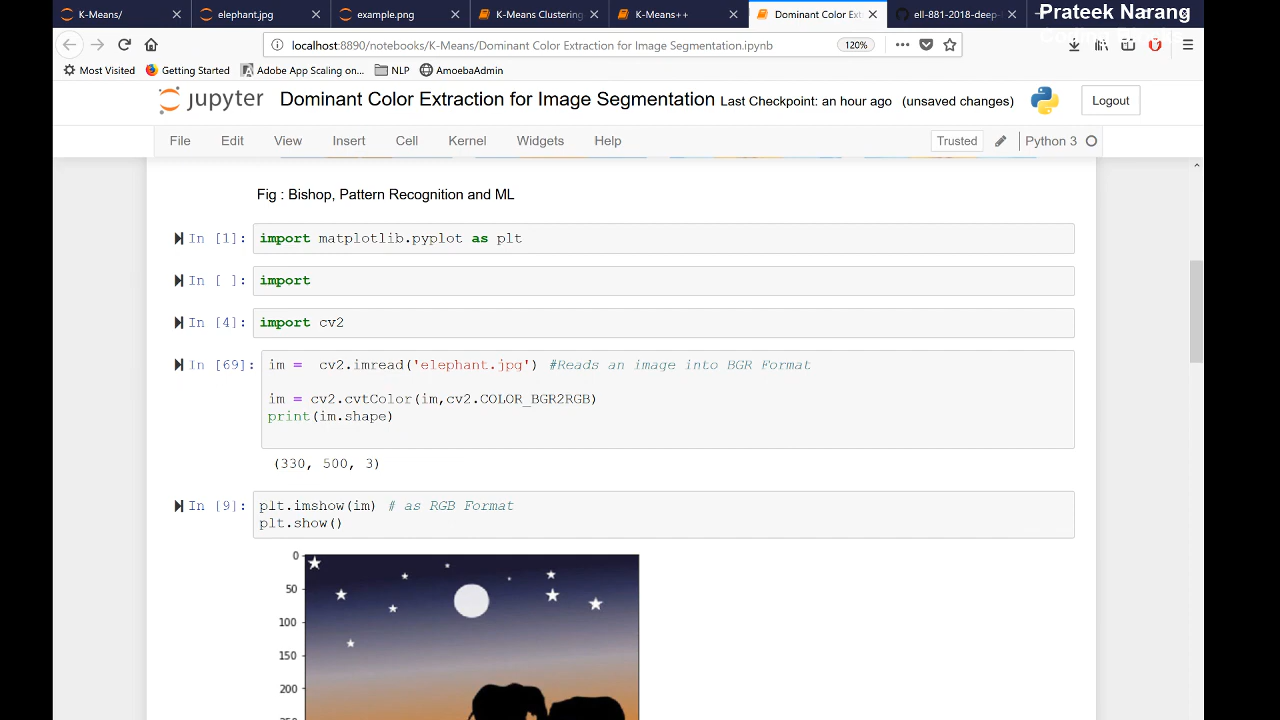 K-Means/
elephant.jpg
example.png
K-Means Clustering
K-Means++
Dominant Color Ext
ell-881-2018-deep-
Prateek Narang
localhost:8890/notebooks/K-Means/Dominant Color Extraction for Image Segmentation.ipynb
120%
Most Visited
Getting Started
Adobe App Scaling on...
NLP
AmoebaAdmin
jupyter
Dominant Color Extraction for Image Segmentation Last Checkpoint: an hour ago (unsaved changes)
Logout
File Edit View Insert Cell Kernel Widgets Help
Trusted
Python 3
Fig : Bishop, Pattern Recognition and ML
In [1]: import matplotlib.pyplot as plt
In [ ]: import
In [4]: import cv2
In [69]: im = cv2.imread('elephant.jpg') #Reads an image into BGR Format
im = cv2.cvtColor(im,cv2.COLOR_BGR2RGB)
print(im.shape)
(330, 500, 3)
In [9]: plt.imshow(im) # as RGB Format
plt.show()
0
50
100
150
200